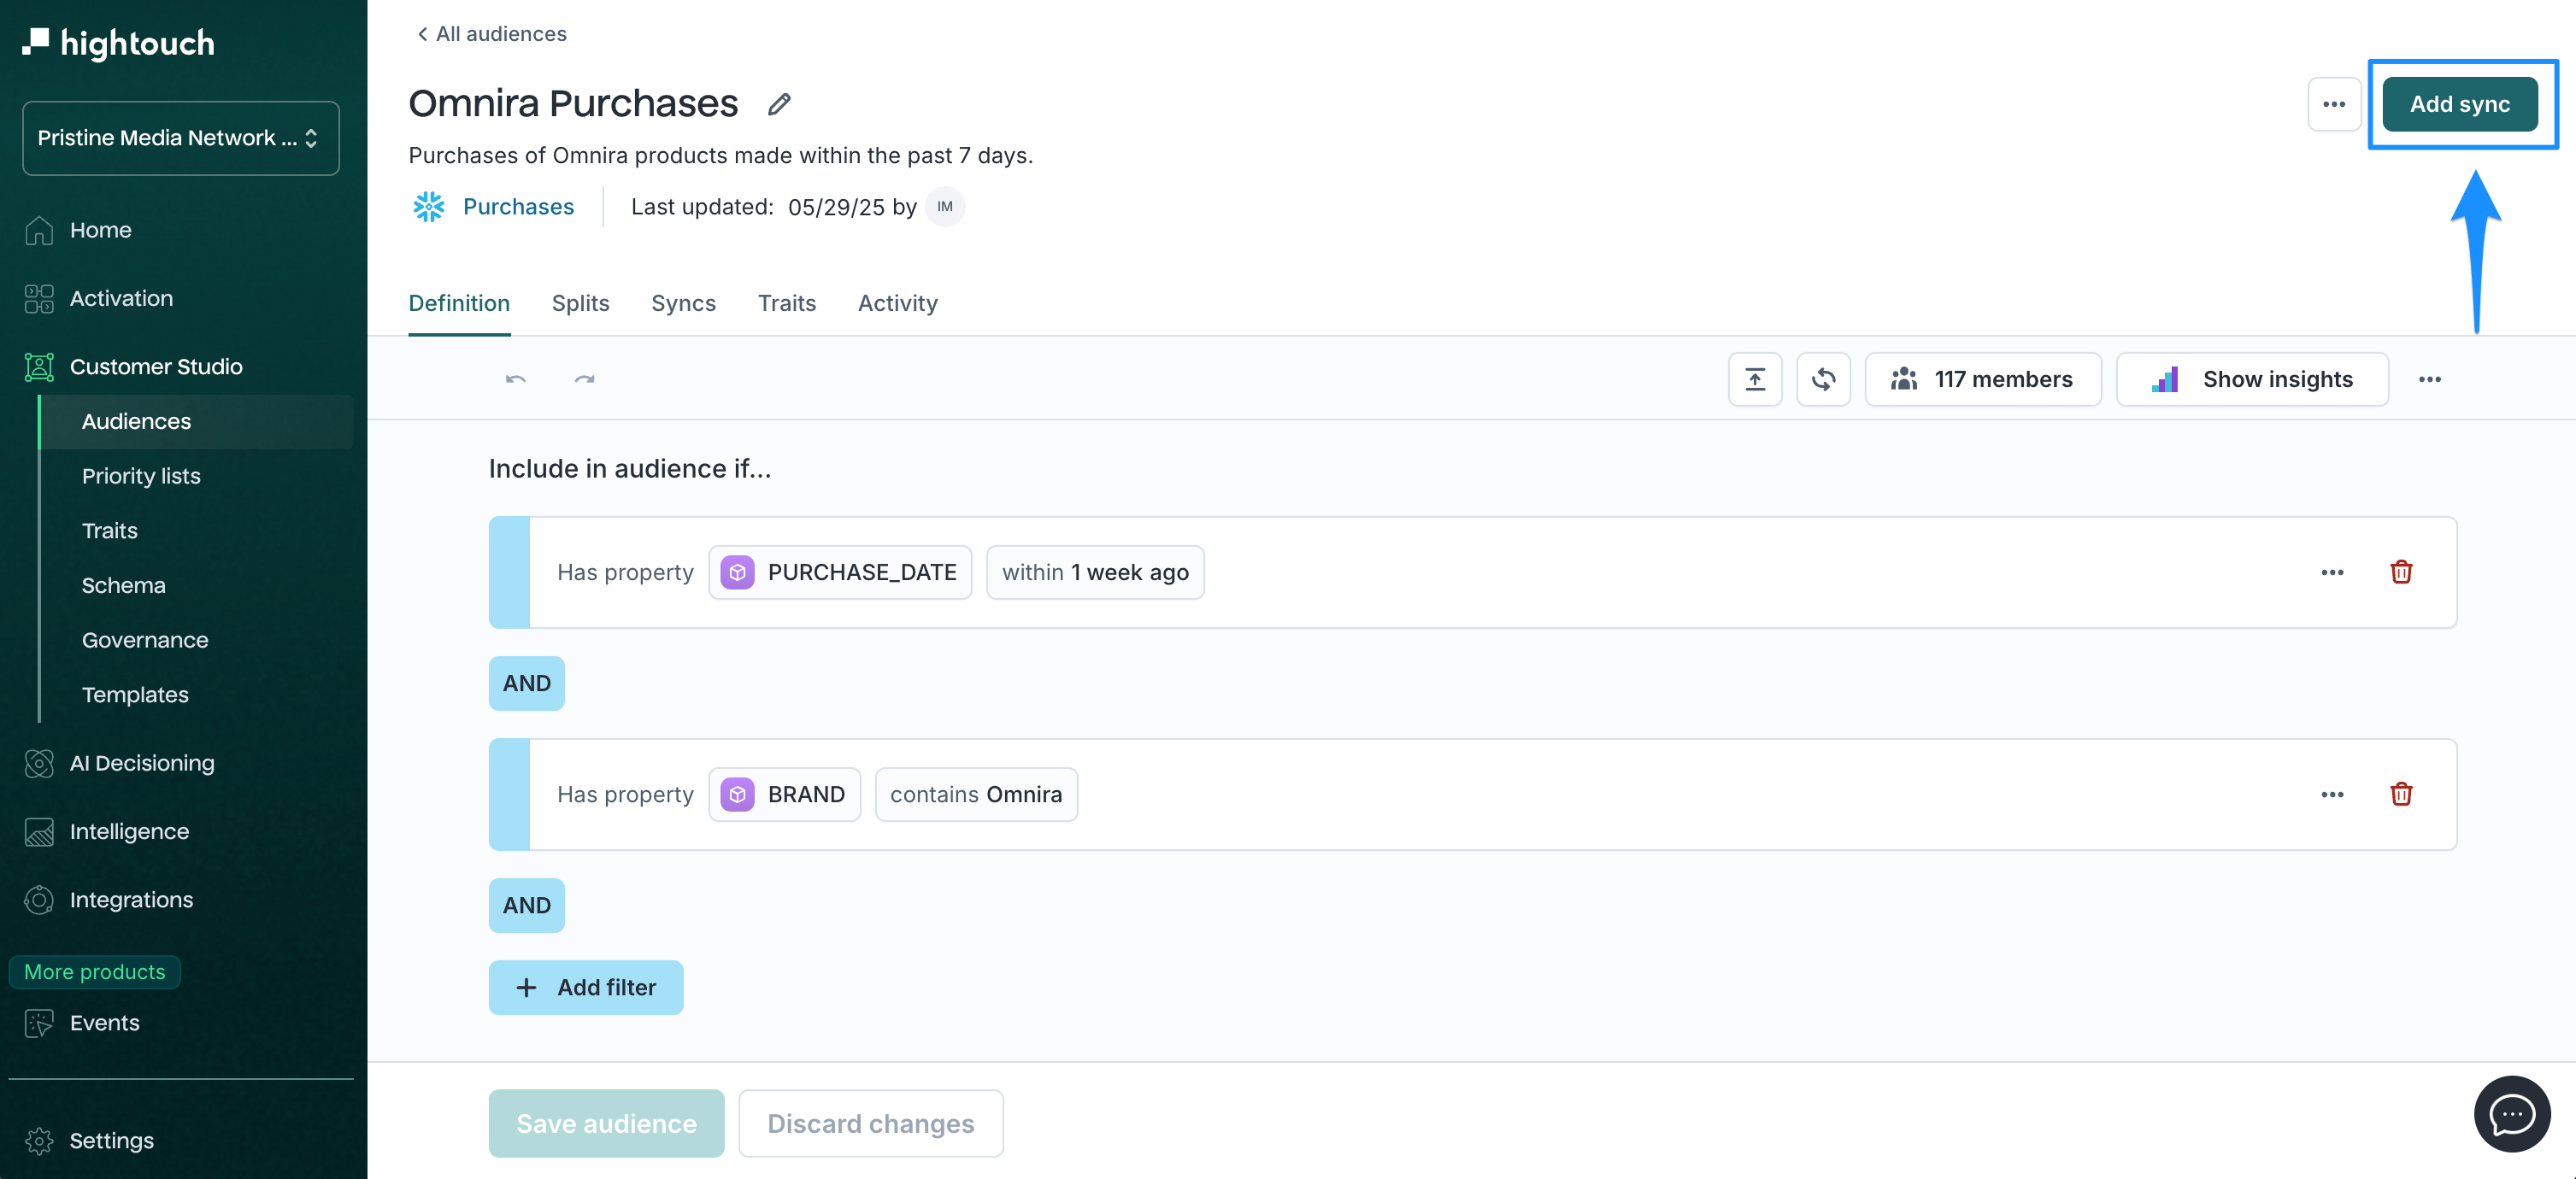 hightouch
Pristine Media Network ...
Home
Activation
Customer Studio
Audiences
Priority lists
Traits
Schema
Governance
Templates
AI Decisioning
Intelligence
Integrations
More products
Events
Settings
All audiences
Omnira Purchases
Add sync
Purchases of Omnira products made within the past 7 days.
Purchases Last updated: 05/29/25 by IM
Definition Splits Syncs Traits Activity
117 members Show insights
Include in audience if...
Has property PURCHASE_DATE within 1 week ago
AND
Has property BRAND contains Omnira
AND
+ Add filter
Save audience Discard changes